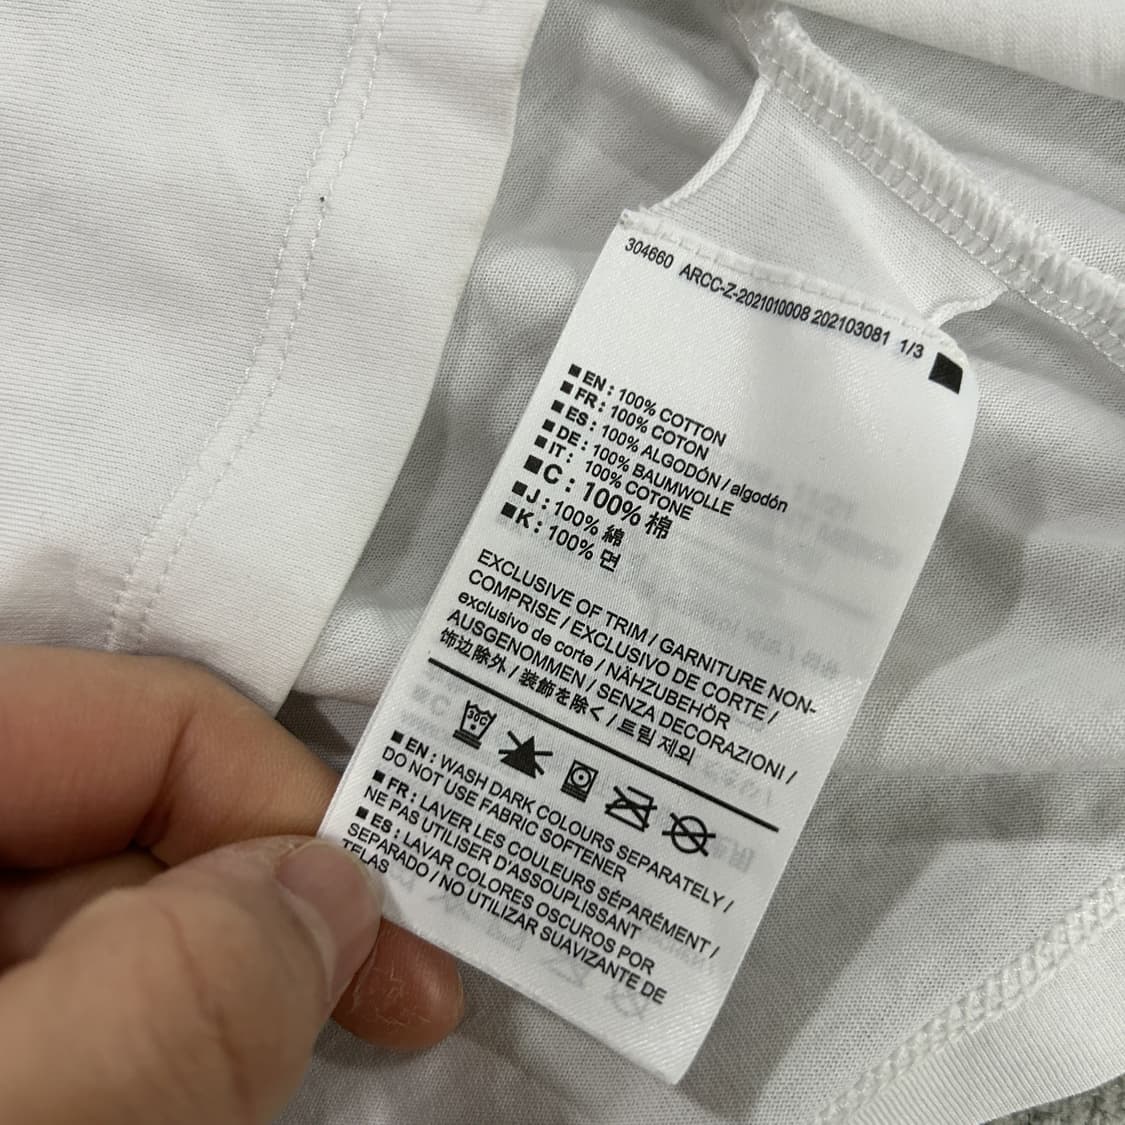 304660 ARCC-Z-2021010008 202103081 1/3
■EN : 100% COTTON
■FR : 100% COTON
■ES : 100% ALGODÓN / algodón
■DE : 100% BAUMWOLLE
■IT : 100% COTONE
■C : 100% 棉
■J : 100% 綿
■K : 100% 면
EXCLUSIVE OF TRIM / GARNITURE NON-
COMPRISE / EXCLUSIVO DE CORTE /
exclusivo de corte / NÄHZUBEHÖR
AUSGENOMMEN / SENZA DECORAZIONI /
饰边除外 / 装飾を除く / 트림 제외
30C
■EN : WASH DARK COLOURS SEPARATELY /
DO NOT USE FABRIC SOFTENER
■FR : LAVER LES COULEURS SÉPARÉMENT /
NE PAS UTILISER D'ASSOUPLISSANT
■ES : LAVAR COLORES OSCUROS POR
SEPARADO / NO UTILIZAR SUAVIZANTE DE
TELAS